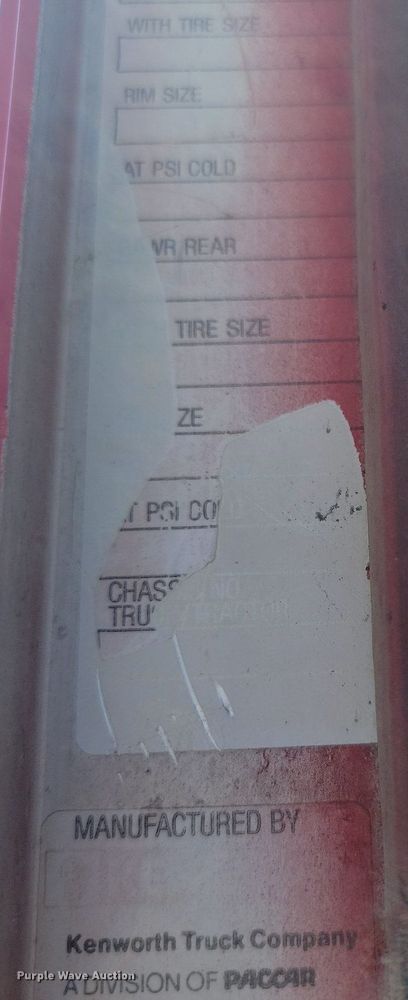 WITH TIRE SIZE
RIM SIZE
AT PSI COLD
WR REAR
TIRE SIZE
ZE
T PSI CO
CHASS NO
TRU
MANUFACTURED BY
Kenworth Truck Company
A DIVISION OF PACCAR
Purple Wave Auction